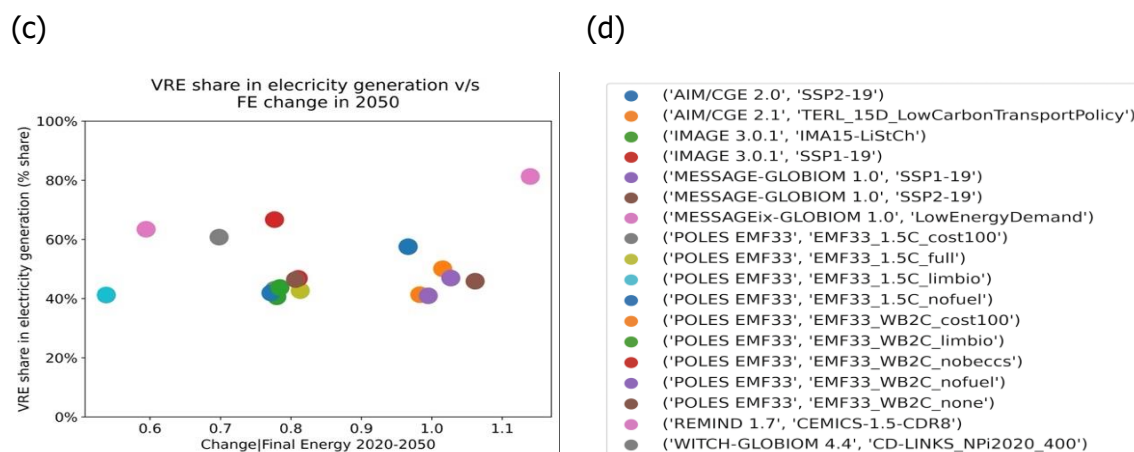 (c)
(d)
VRE share in elecricity generation v/s
FE change in 2050
VRE share in electricity generation (% share)
100%
80%
60%
40%
20%
0%
0.6 0.7 0.8 0.9 1.0 1.1
Change|Final Energy 2020-2050
('AIM/CGE 2.0', 'SSP2-19')
('AIM/CGE 2.1', 'TERL_15D_LowCarbonTransportPolicy')
('IMAGE 3.0.1', 'IMA15-LiStCh')
('IMAGE 3.0.1', 'SSP1-19')
('MESSAGE-GLOBIOM 1.0', 'SSP1-19')
('MESSAGE-GLOBIOM 1.0', 'SSP2-19')
('MESSAGEix-GLOBIOM 1.0', 'LowEnergyDemand')
('POLES EMF33', 'EMF33_1.5C_cost100')
('POLES EMF33', 'EMF33_1.5C_full')
('POLES EMF33', 'EMF33_1.5C_limbio')
('POLES EMF33', 'EMF33_1.5C_nofuel')
('POLES EMF33', 'EMF33_WB2C_cost100')
('POLES EMF33', 'EMF33_WB2C_limbio')
('POLES EMF33', 'EMF33_WB2C_nobeccs')
('POLES EMF33', 'EMF33_WB2C_nofuel')
('POLES EMF33', 'EMF33_WB2C_none')
('REMIND 1.7', 'CEMICS-1.5-CDR8')
('WITCH-GLOBIOM 4.4', 'CD-LINKS_NPi2020_400')